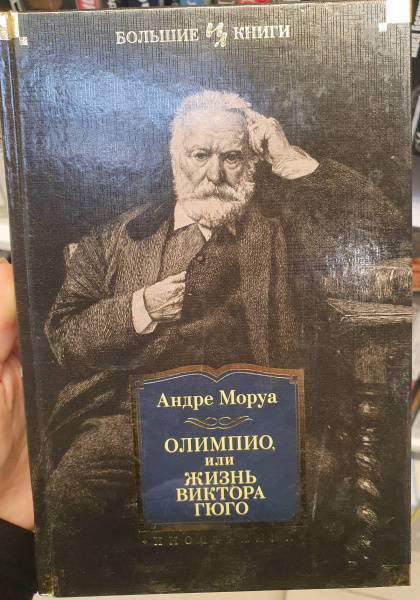 БОЛЬШИЕ КНИГИ
Андре Моруа
ОЛИМПИО,
или
ЖИЗНЬ
ВИКТОРА
ГЮГО